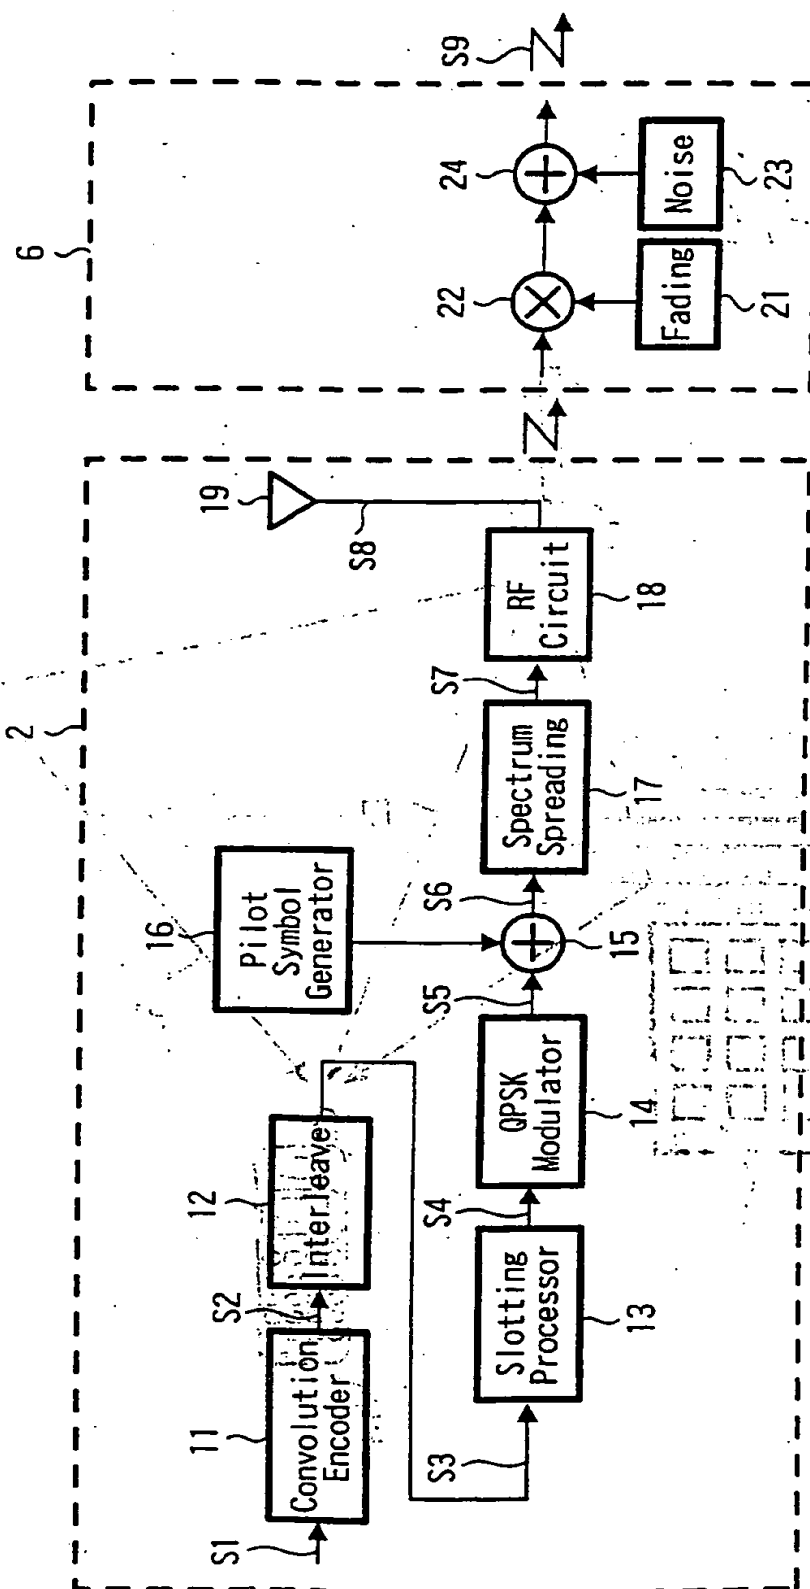 2
S1
11
Convolution
Encoder
S2
12
Interleave
S3
13
Slotting
Processor
S4
14
QPSK
Modulator
S5
15
16
Pilot
Symbol
Generator
S6
17
Spectrum
Spreading
S7
18
RF
Circuit
S8
19
6
22
21
Fading
24
23
Noise
S9